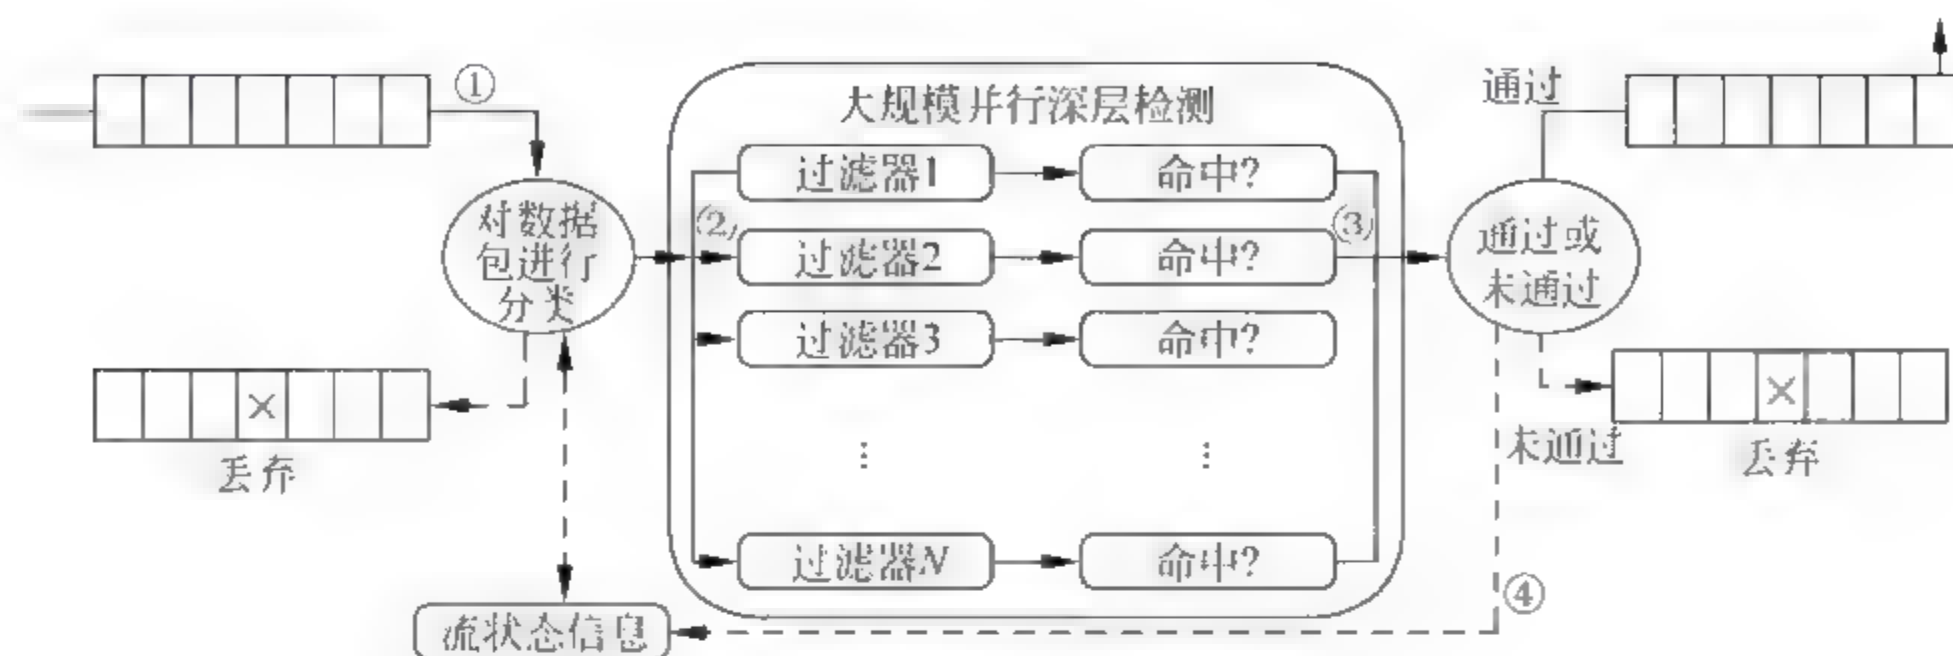 ①
大规模并行深层检测
通过
过滤器1
命中?
对数据
包进行
分类
②
过滤器2
命中?
③
通过或
未通过
过滤器3
命中?
×
丢弃
⋮
⋮
未通过
×
丢弃
过滤器N
命中?
④
流状态信息